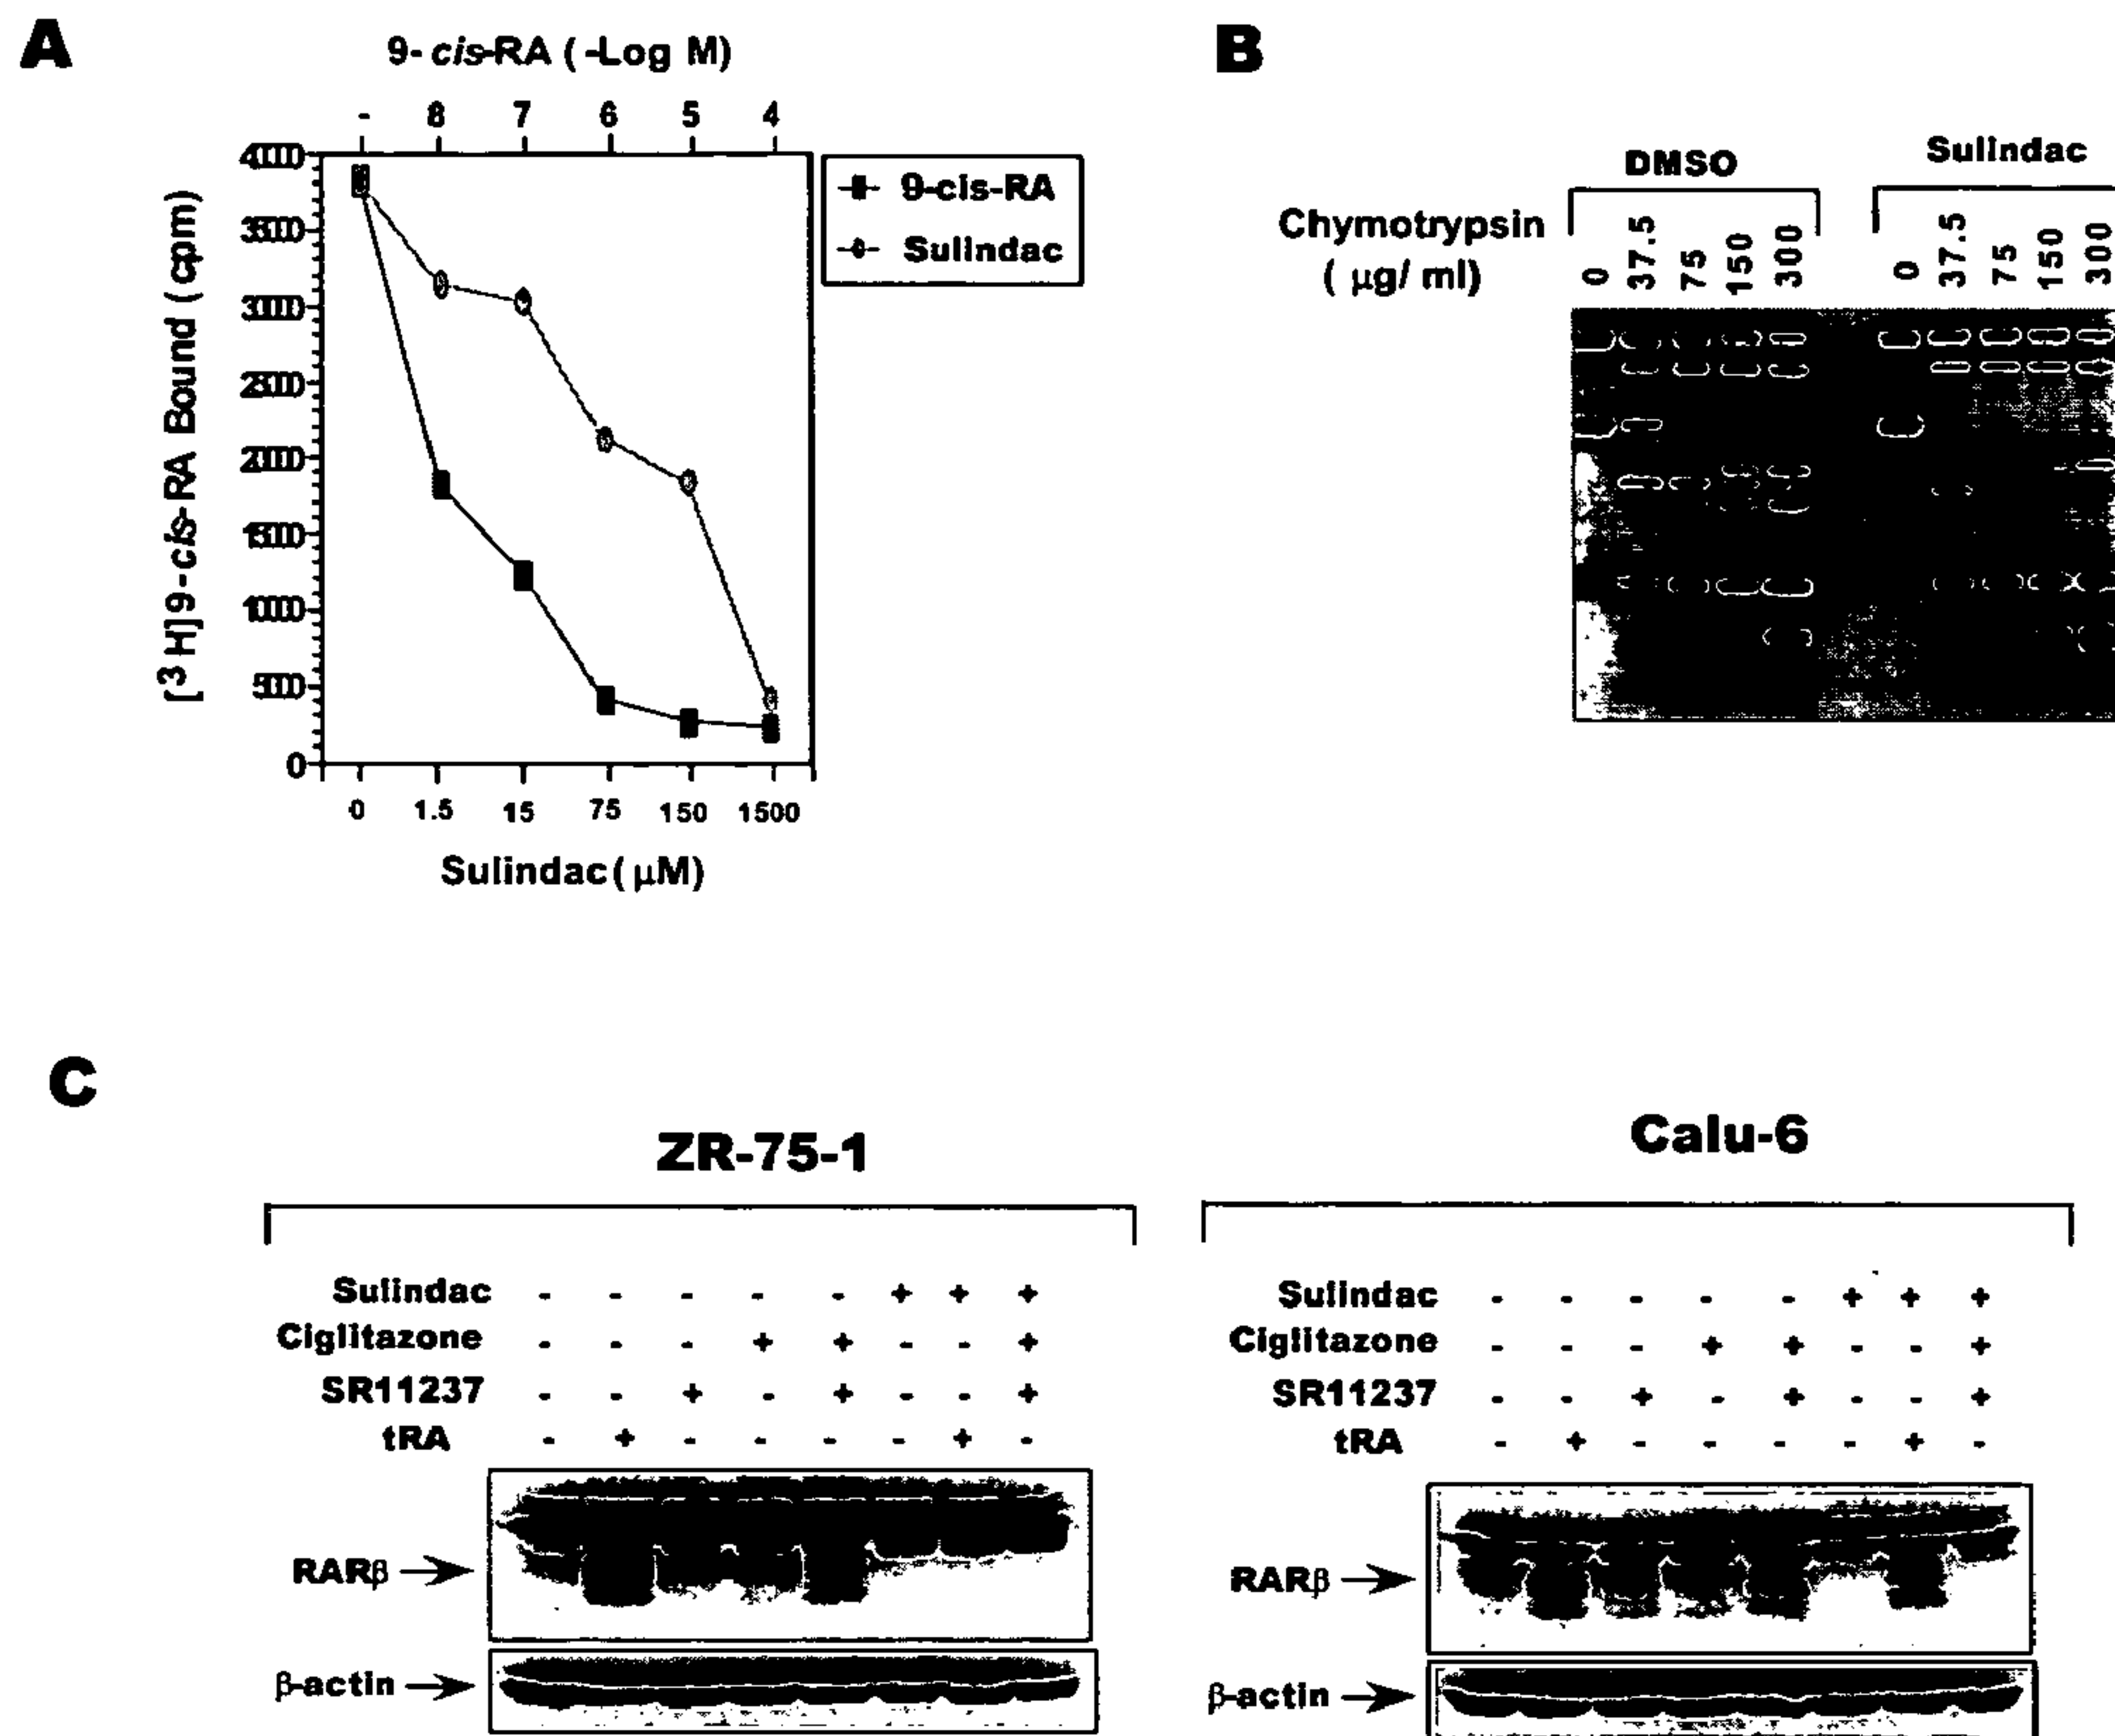 A
9-cis-RA (-Log M)
- 8 7 6 5 4
4000
3500
3000
2500
2000
1500
1000
500
0
[3H]9-cis-RA Bound (cpm)
9-cis-RA
Sulindac
0 1.5 15 75 150 1500
Sulindac (μM)
B
DMSO Sulindac
Chymotrypsin
(μg/ ml)
0 37.5 75 150 300 0 37.5 75 150 300
C
ZR-75-1
Sulindac - - - - - + + +
Ciglitazone - - - + + - - +
SR11237 - - + - + - - +
tRA - + - - - - + -
RARβ
β-actin
Calu-6
Sulindac - - - - - + + +
Ciglitazone - - - + + - - +
SR11237 - - + - + - - +
tRA - + - - - - + -
RARβ
β-actin